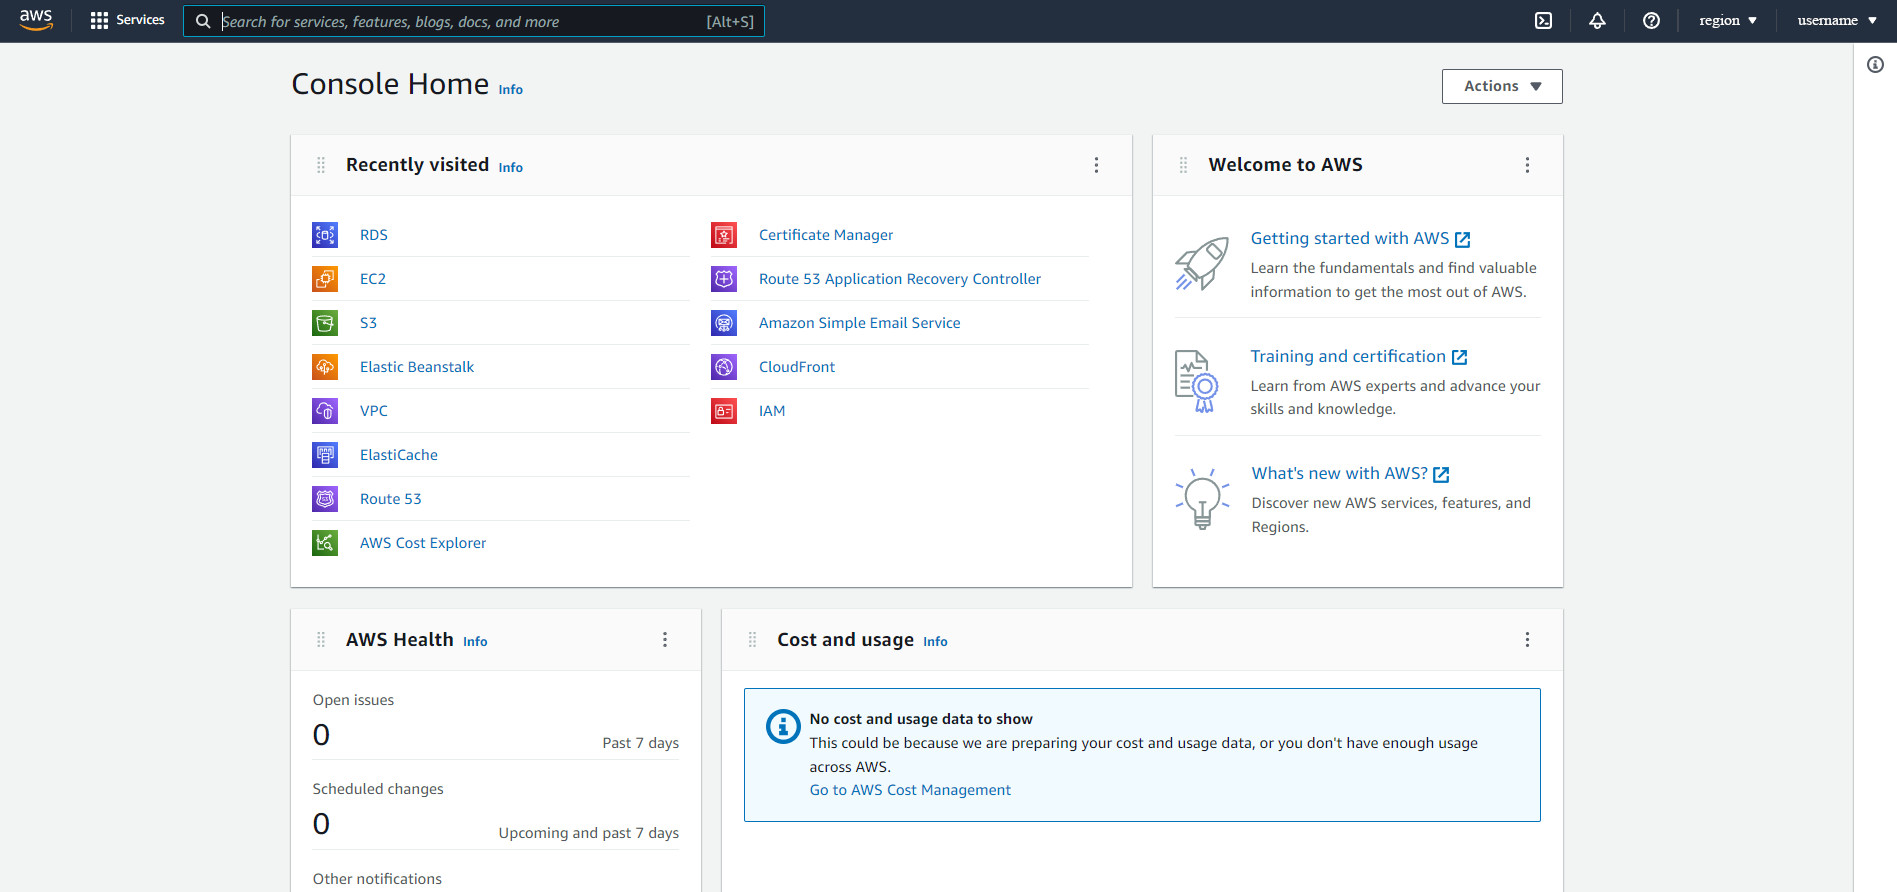 aws Services Search for services, features, blogs, docs, and more [Alt+S] region username
Console Home Info
Actions
Recently visited Info
RDS
EC2
S3
Elastic Beanstalk
VPC
ElastiCache
Route 53
AWS Cost Explorer
Certificate Manager
Route 53 Application Recovery Controller
Amazon Simple Email Service
CloudFront
IAM
Welcome to AWS
Getting started with AWS
Learn the fundamentals and find valuable
information to get the most out of AWS.
Training and certification
Learn from AWS experts and advance your
skills and knowledge.
What's new with AWS?
Discover new AWS services, features, and
Regions.
AWS Health Info
Open issues
0
Past 7 days
Scheduled changes
0
Upcoming and past 7 days
Other notifications
Cost and usage Info
No cost and usage data to show
This could be because we are preparing your cost and usage data, or you don't have enough usage
across AWS.
Go to AWS Cost Management